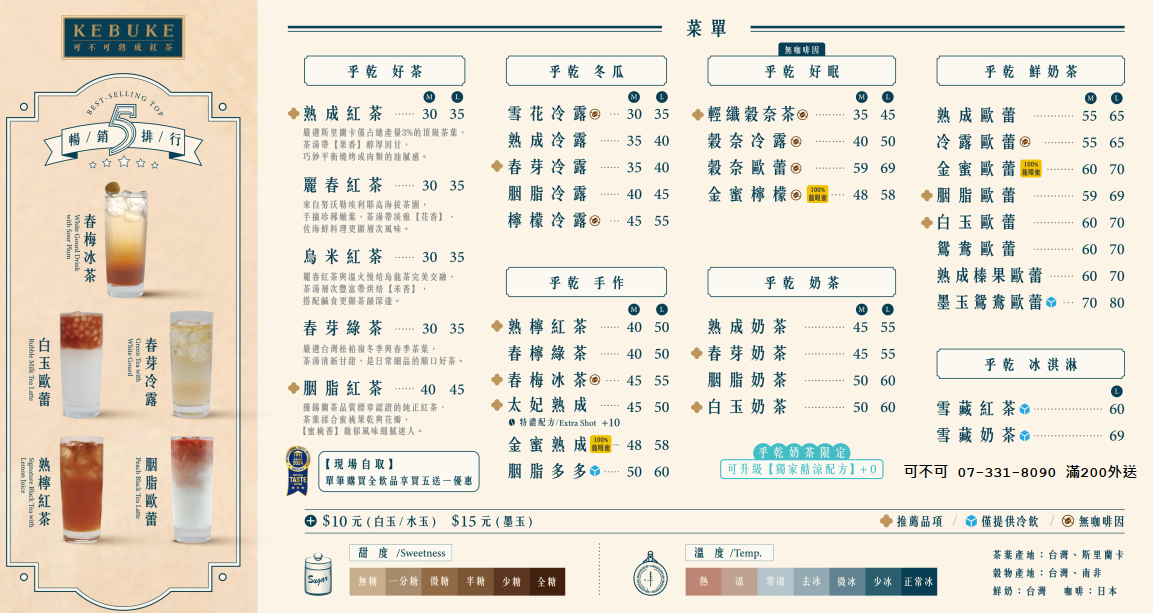 KEBUKE
可不可熟成紅茶
BEST-SELLING TOP
5
暢/銷 排/行
春梅冰茶
White Gourd Drink
with Sour Plum
白玉歐蕾
Bubble Milk Tea Latte
春芽冷露
Green Tea with
White Gourd
熟檸紅茶
Signature Black Tea with
Lemon Juice
胭脂歐蕾
Peach Black Tea Latte
菜單
乎乾 好茶
M L
熟成紅茶 ‧‧‧‧‧ 30 35
嚴選斯里蘭卡僅占總產量3%的頂級茶葉，
茶湯帶【果香】醇厚回甘，
巧妙平衡燒烤或肉類的油膩感。
麗春紅茶 ‧‧‧‧‧ 30 35
來自努沃勒埃利耶高海拔茶園，
手摘珍稀嫩葉，茶湯帶淡雅【花香】，
佐海鮮料理更顯層次風味。
烏米紅茶 ‧‧‧‧‧ 30 35
麗春紅茶與溫火慢焙烏龍茶完美交融，
茶湯層次豐富帶烘焙【米香】，
搭配鹹食更顯茶韻深邃。
春芽綠茶 ‧‧‧‧‧ 30 35
嚴選台灣松柏嶺冬季與春季茶葉，
茶湯清新甘甜，是日常細品的順口好茶。
胭脂紅茶 ‧‧‧‧‧ 40 45
獲錫蘭茶品質標章認證的純正紅茶，
茶葉揉合蜜桃果乾與花瓣，
【蜜桃香】馥郁風味細膩迷人。
2024
TASTE
【現場自取】
單筆購買全飲品享買五送一優惠
乎乾 冬瓜
M L
雪花冷露 ‧‧‧ 30 35
熟成冷露 ‧‧‧‧‧ 35 40
春芽冷露 ‧‧‧‧‧ 35 40
胭脂冷露 ‧‧‧‧‧ 40 45
檸檬冷露 ‧‧‧ 45 55
乎乾 手作
M L
熟檸紅茶 ‧‧‧‧‧ 40 50
春檸綠茶 ‧‧‧‧‧ 40 50
春梅冰茶 ‧‧‧ 45 55
太妃熟成 ‧‧‧‧‧ 45 50
特濃配方/Extra Shot +10
金蜜熟成 100% 龍眼蜜 ‧‧ 48 58
胭脂多多 ‧‧‧ 50 60
無咖啡因
乎乾 好眠
M L
輕纖穀奈茶 ‧‧‧‧ 35 45
穀奈冷露 ‧‧‧‧‧‧ 40 50
穀奈歐蕾 ‧‧‧‧‧‧ 59 69
金蜜檸檬 100% 龍眼蜜 ‧‧‧ 48 58
乎乾 奶茶
M L
熟成奶茶 ‧‧‧‧‧‧‧‧ 45 55
春芽奶茶 ‧‧‧‧‧‧‧‧ 45 55
胭脂奶茶 ‧‧‧‧‧‧‧‧ 50 60
白玉奶茶 ‧‧‧‧‧‧‧‧ 50 60
乎乾奶茶限定
可升級【獨家酷涼配方】+0
乎乾 鮮奶茶
M L
熟成歐蕾 ‧‧‧‧‧‧‧‧ 55 65
冷露歐蕾 ‧‧‧‧‧‧ 55 65
金蜜歐蕾 100% 龍眼蜜 ‧‧‧‧ 60 70
胭脂歐蕾 ‧‧‧‧‧‧‧‧ 59 69
白玉歐蕾 ‧‧‧‧‧‧‧‧ 60 70
鴛鴦歐蕾 ‧‧‧‧‧‧‧‧ 60 70
熟成榛果歐蕾 ‧‧‧‧‧ 60 70
墨玉鴛鴦歐蕾 ‧‧‧ 70 80
乎乾 冰淇淋
L
雪藏紅茶 ‧‧‧‧‧‧‧‧‧‧ 60
雪藏奶茶 ‧‧‧‧‧‧‧‧‧‧ 69
可不可 07-331-8090 滿200外送
$10元(白玉/水玉) $15元(墨玉)
推薦品項 / 僅提供冷飲 / 無咖啡因
Sugar
甜 度 /Sweetness
無糖 一分糖 微糖 半糖 少糖 全糖
溫 度 /Temp.
熱 溫 常溫 去冰 微冰 少冰 正常冰
茶葉產地：台灣、斯里蘭卡
穀物產地：台灣、南非
鮮奶：台灣 咖啡：日本